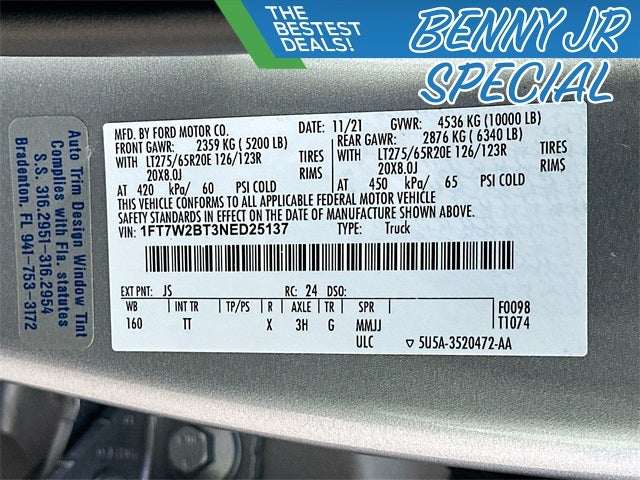 THE
BESTEST
DEALS!
BENNY JR
SPECIAL
MFD. BY FORD MOTOR CO.
DATE: 11/21 GVWR: 4536 KG (10000 LB)
FRONT GAWR: 2359 KG ( 5200 LB)
REAR GAWR: 2876 KG ( 6340 LB)
WITH LT275/65R20E 126/123R TIRES
WITH LT275/65R20E 126/123R TIRES
20X8.0J RIMS
20X8.0J RIMS
AT 420 kPa/ 60 PSI COLD
AT 450 kPa/ 65 PSI COLD
THIS VEHICLE CONFORMS TO ALL APPLICABLE FEDERAL MOTOR VEHICLE
SAFETY STANDARDS IN EFFECT ON THE DATE OF MANUFACTURE SHOWN ABOVE.
VIN: 1FT7W2BT3NED25137 TYPE: Truck
EXT PNT: JS RC: 24 DSO:
WB INT TR TP/PS R AXLE TR SPR
160 TT X 3H G MMJJ
ULC
F0098
T1074
▽ 5U5A-3520472-AA
Auto Trim Design Window Tint
Complies with Fla. statutes
S.S. 316.2951-316.2954
Bradenton, FL 941-753-3172